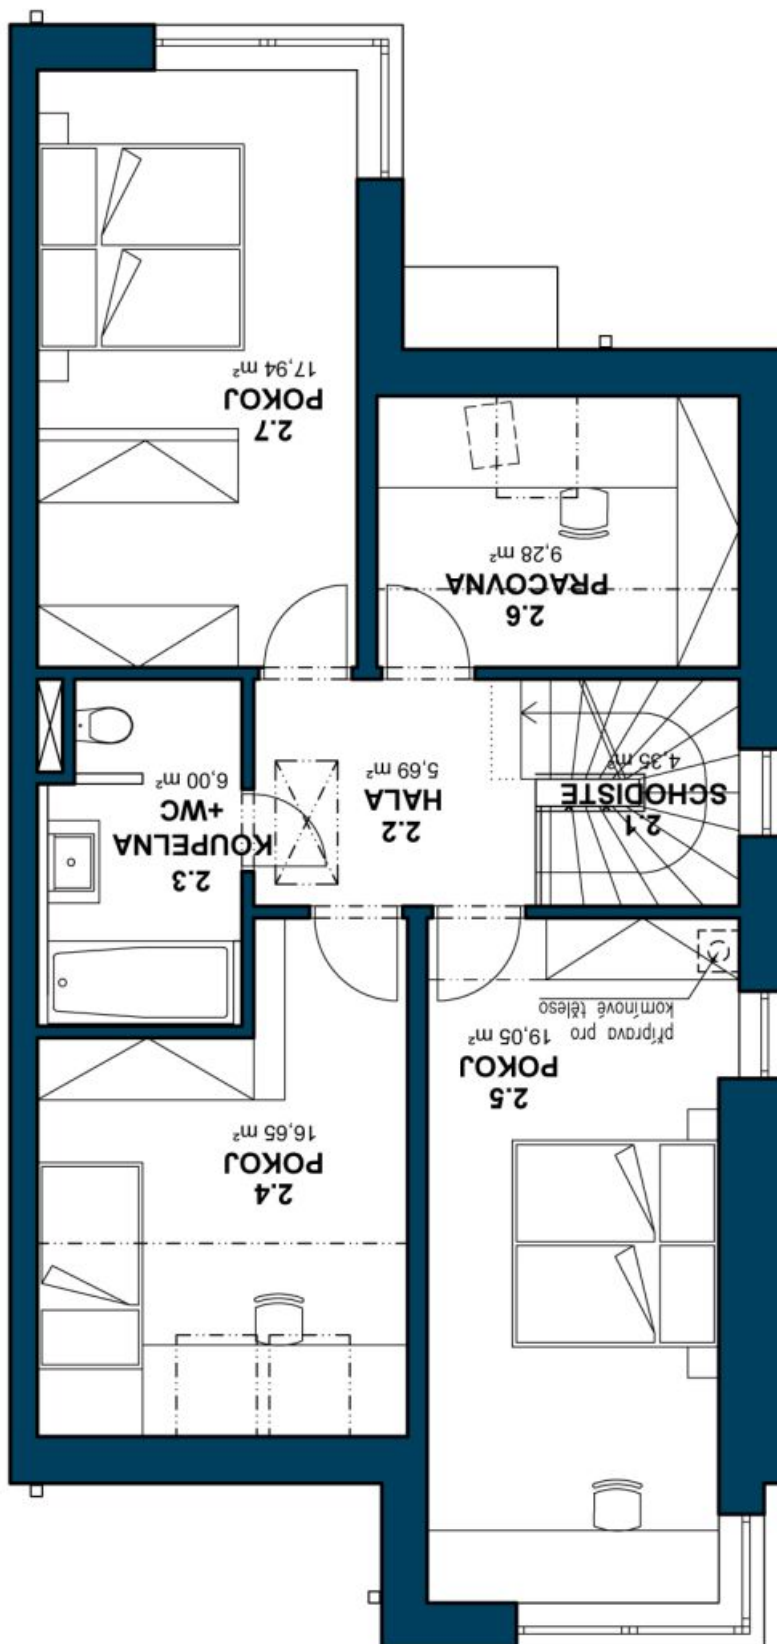 2.4
POKOJ
16,65 m²
2.5
POKOJ
19,05 m²
příprava pro
komínové těleso
2.3
KOUPELNA
+WC
6,00 m²
2.2
HALA
5,69 m²
2.1
SCHODISTE
4,35 m²
2.6
PRACOVNA
9,28 m²
2.7
POKOJ
17,94 m²